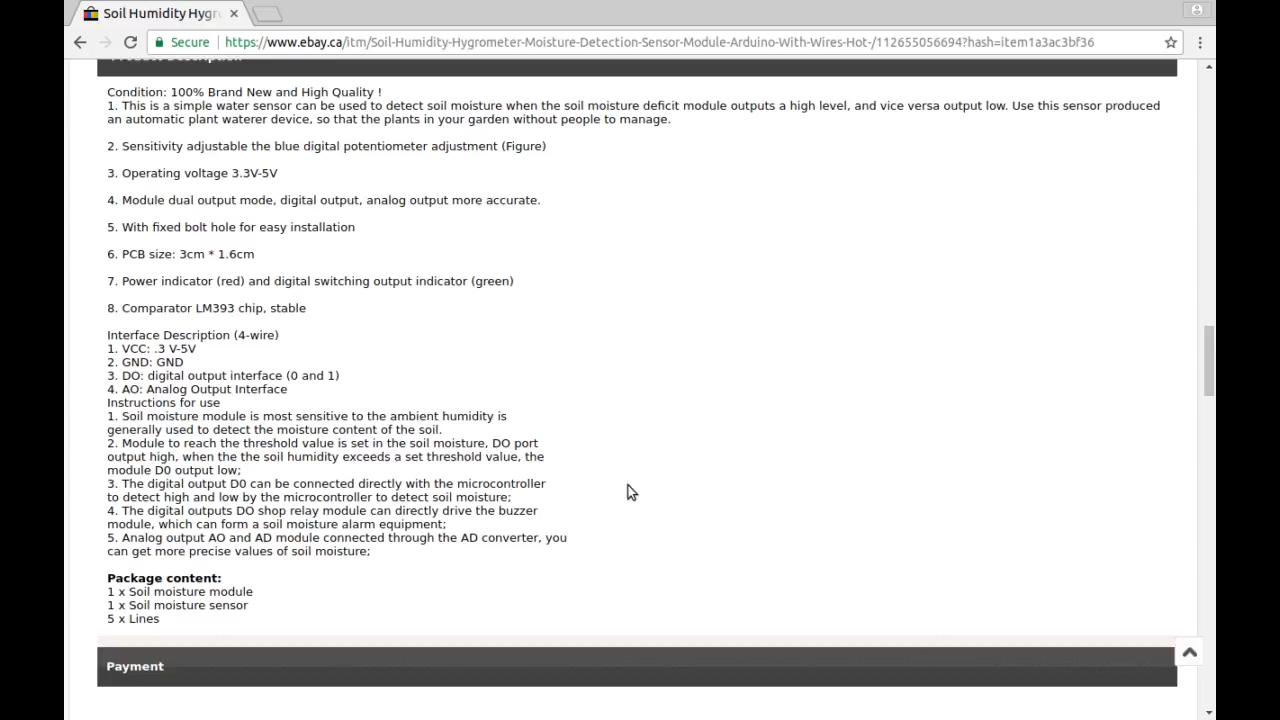 Soil Humidity Hygr
Secure
https://www.ebay.ca/itm/Soil-Humidity-Hygrometer-Moisture-Detection-Sensor-Module-Arduino-With-Wires-Hot-/112655056694?hash=item1a3ac3bf36
Product Description
Condition: 100% Brand New and High Quality !
1. This is a simple water sensor can be used to detect soil moisture when the soil moisture deficit module outputs a high level, and vice versa output low. Use this sensor produced
an automatic plant waterer device, so that the plants in your garden without people to manage.
2. Sensitivity adjustable the blue digital potentiometer adjustment (Figure)
3. Operating voltage 3.3V-5V
4. Module dual output mode, digital output, analog output more accurate.
5. With fixed bolt hole for easy installation
6. PCB size: 3cm * 1.6cm
7. Power indicator (red) and digital switching output indicator (green)
8. Comparator LM393 chip, stable
Interface Description (4-wire)
1. VCC: .3 V-5V
2. GND: GND
3. DO: digital output interface (0 and 1)
4. AO: Analog Output Interface
Instructions for use
1. Soil moisture module is most sensitive to the ambient humidity is
generally used to detect the moisture content of the soil.
2. Module to reach the threshold value is set in the soil moisture, DO port
output high, when the the soil humidity exceeds a set threshold value, the
module D0 output low;
3. The digital output D0 can be connected directly with the microcontroller
to detect high and low by the microcontroller to detect soil moisture;
4. The digital outputs DO shop relay module can directly drive the buzzer
module, which can form a soil moisture alarm equipment;
5. Analog output AO and AD module connected through the AD converter, you
can get more precise values of soil moisture;
Package content:
1 x Soil moisture module
1 x Soil moisture sensor
5 x Lines
Payment